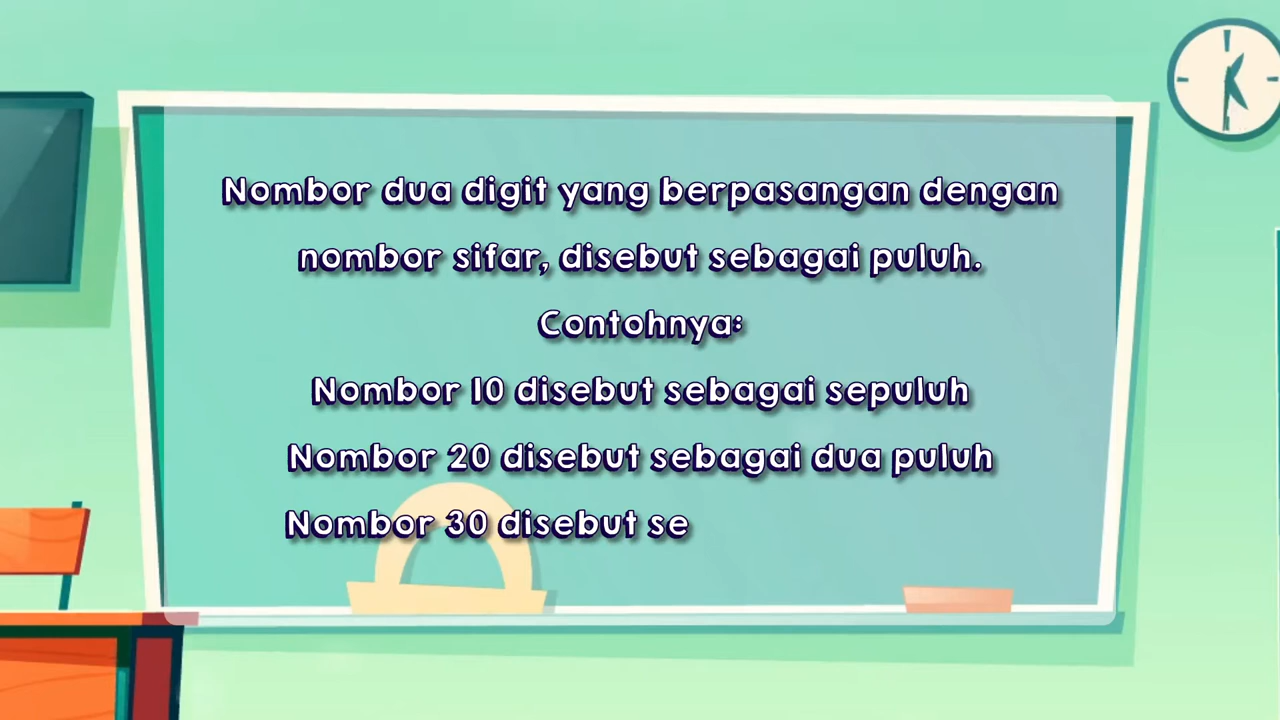 Nombor dua digit yang berpasangan dengan
nombor sifar, disebut sebagai puluh.
Contohnya:
Nombor 10 disebut sebagai sepuluh
Nombor 20 disebut sebagai dua puluh
Nombor 30 disebut se